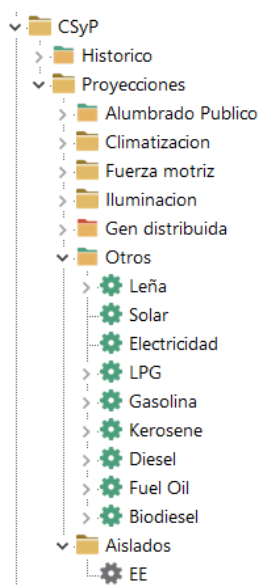 CSyP
Historico
Proyecciones
Alumbrado Publico
Climatizacion
Fuerza motriz
Iluminacion
Gen distribuida
Otros
Leña
Solar
Electricidad
LPG
Gasolina
Kerosene
Diesel
Fuel Oil
Biodiesel
Aislados
EE